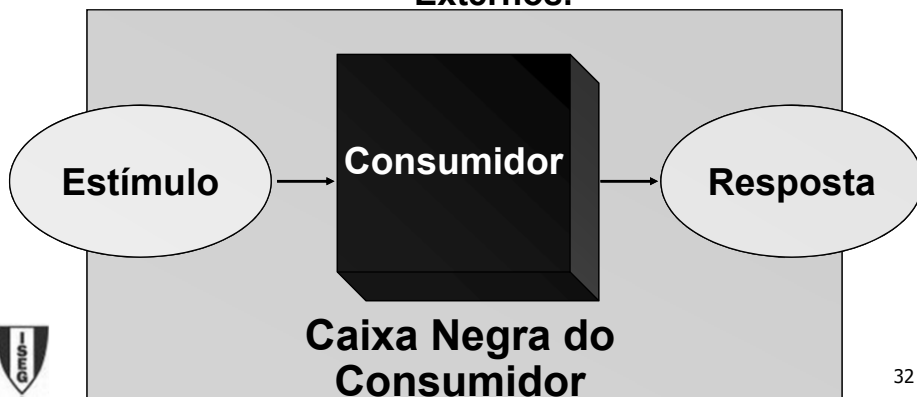 Externos.
Estímulo
Consumidor
Resposta
Caixa Negra do
Consumidor
ISEG
32